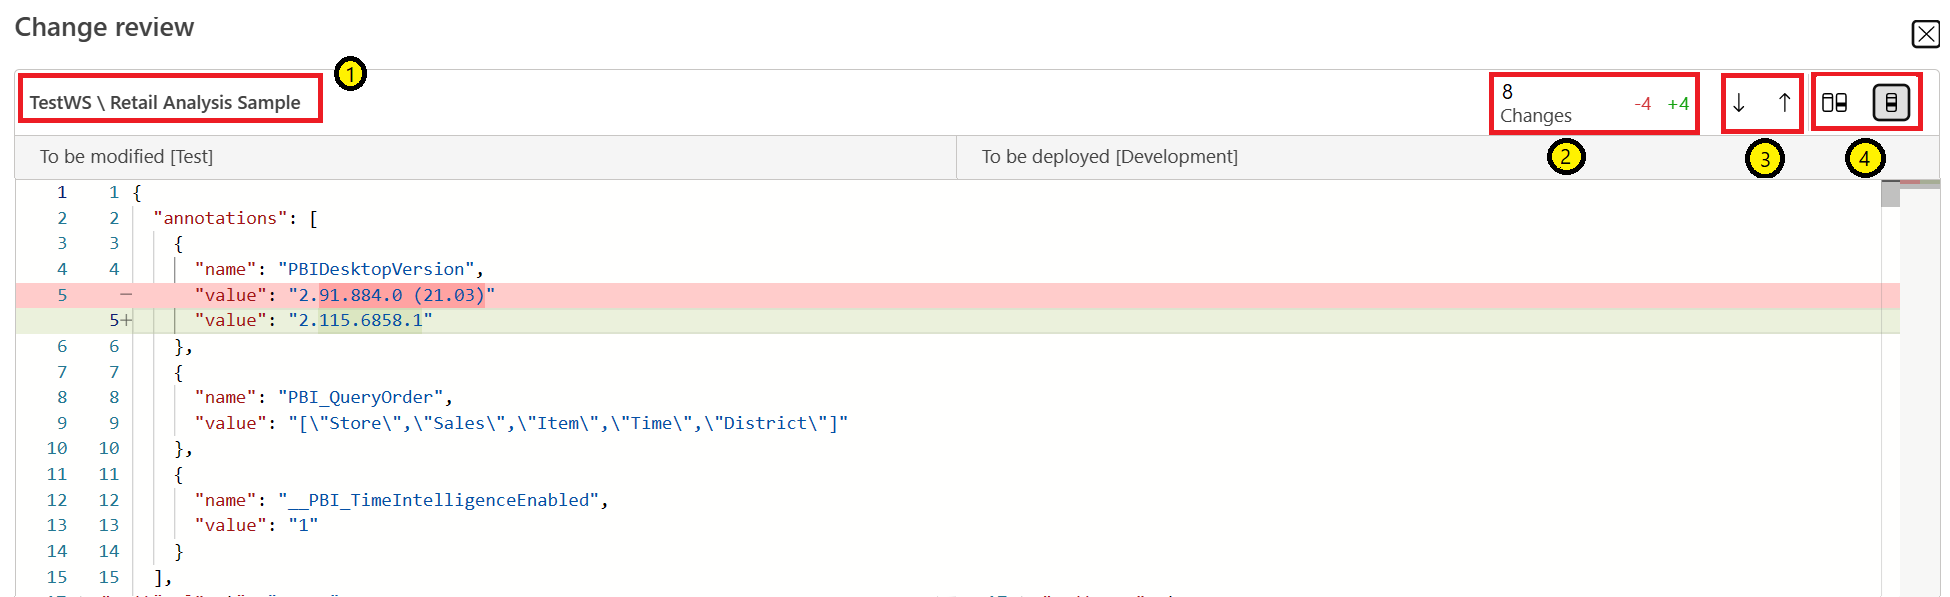 Change review
1
TestWS \ Retail Analysis Sample
8
Changes
-4 +4
↓ ↑
2
3
4
To be modified [Test]
To be deployed [Development]
1 1 {
2 2 "annotations": [
3 3 {
4 4 "name": "PBIDesktopVersion",
5 − "value": "2.91.884.0 (21.03)"
5+ "value": "2.115.6858.1"
6 6 },
7 7 {
8 8 "name": "PBI_QueryOrder",
9 9 "value": "[\"Store\",\"Sales\",\"Item\",\"Time\",\"District\"]"
10 10 },
11 11 {
12 12 "name": "__PBI_TimeIntelligenceEnabled",
13 13 "value": "1"
14 14 }
15 15 ],